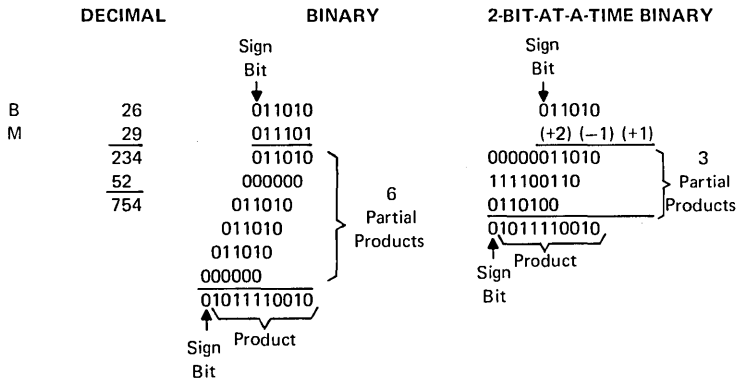 DECIMAL BINARY 2-BIT-AT-A-TIME BINARY
Sign Bit Sign Bit
B 26 011010 011010
M 29 011101 (+2) (−1) (+1)
234 011010 00000011010
52 000000 111100110
754 011010 0110100
011010 01011110010
011010
000000
01011110010
6 Partial Products
3 Partial Products
Sign Bit Product
Sign Bit Product